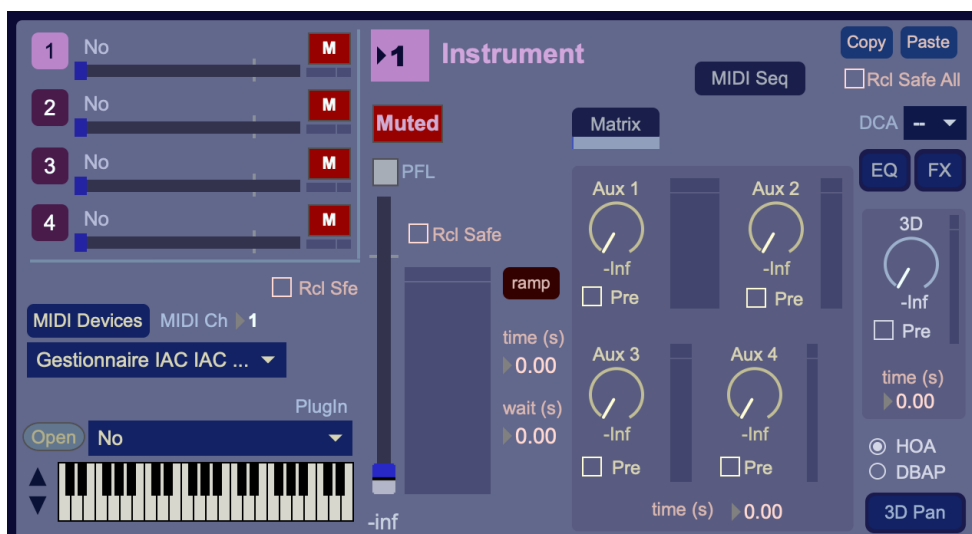 1 No M
2 No M
3 No M
4 No M
Rcl Sfe
MIDI Devices MIDI Ch 1
Gestionnaire IAC IAC ...
PlugIn
Open No
1 Instrument
Muted
PFL
Rcl Safe
-inf
ramp
time (s)
0.00
wait (s)
0.00
MIDI Seq
Matrix
Aux 1 Aux 2
-Inf -Inf
Pre Pre
Aux 3 Aux 4
-Inf -Inf
Pre Pre
time (s) 0.00
Copy Paste
Rcl Safe All
DCA --
EQ FX
3D
-Inf
Pre
time (s)
0.00
HOA
DBAP
3D Pan